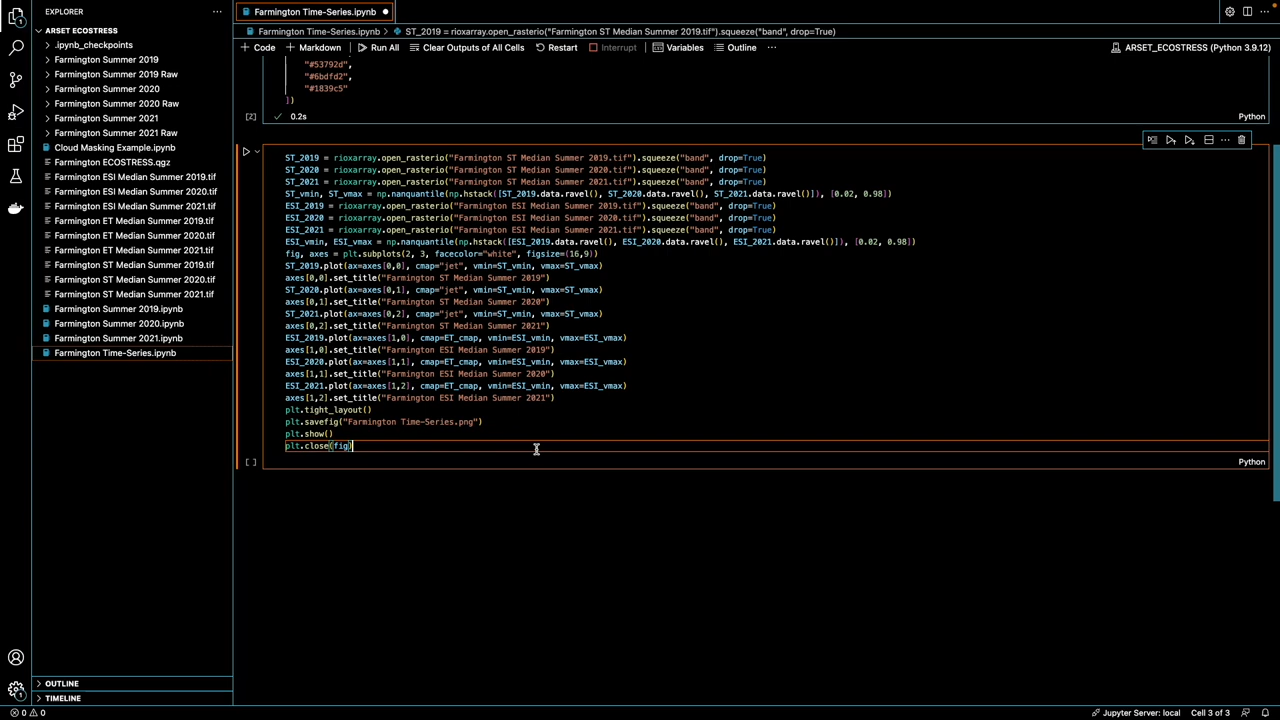 EXPLORER
ARSET ECOSTRESS
.ipynb_checkpoints
Farmington Summer 2019
Farmington Summer 2019 Raw
Farmington Summer 2020
Farmington Summer 2020 Raw
Farmington Summer 2021
Farmington Summer 2021 Raw
Cloud Masking Example.ipynb
Farmington ECOSTRESS.qgz
Farmington ESI Median Summer 2019.tif
Farmington ESI Median Summer 2020.tif
Farmington ESI Median Summer 2021.tif
Farmington ET Median Summer 2019.tif
Farmington ET Median Summer 2020.tif
Farmington ET Median Summer 2021.tif
Farmington ST Median Summer 2019.tif
Farmington ST Median Summer 2020.tif
Farmington ST Median Summer 2021.tif
Farmington Summer 2019.ipynb
Farmington Summer 2020.ipynb
Farmington Summer 2021.ipynb
Farmington Time-Series.ipynb
OUTLINE
TIMELINE
Farmington Time-Series.ipynb
Farmington Time-Series.ipynb > ST_2019 = rioxarray.open_rasterio("Farmington ST Median Summer 2019.tif").squeeze("band", drop=True)
+ Code + Markdown Run All Clear Outputs of All Cells Restart Interrupt Variables Outline ... ARSET_ECOSTRESS (Python 3.9.12)
"#53792d",
"#6bdfd2",
"#1839c5"
])
[2] 0.2s Python
ST_2019 = rioxarray.open_rasterio("Farmington ST Median Summer 2019.tif").squeeze("band", drop=True)
ST_2020 = rioxarray.open_rasterio("Farmington ST Median Summer 2020.tif").squeeze("band", drop=True)
ST_2021 = rioxarray.open_rasterio("Farmington ST Median Summer 2021.tif").squeeze("band", drop=True)
ST_vmin, ST_vmax = np.nanquantile(np.hstack([ST_2019.data.ravel(), ST_2020.data.ravel(), ST_2021.data.ravel()]), [0.02, 0.98])
ESI_2019 = rioxarray.open_rasterio("Farmington ESI Median Summer 2019.tif").squeeze("band", drop=True)
ESI_2020 = rioxarray.open_rasterio("Farmington ESI Median Summer 2020.tif").squeeze("band", drop=True)
ESI_2021 = rioxarray.open_rasterio("Farmington ESI Median Summer 2021.tif").squeeze("band", drop=True)
ESI_vmin, ESI_vmax = np.nanquantile(np.hstack([ESI_2019.data.ravel(), ESI_2020.data.ravel(), ESI_2021.data.ravel()]), [0.02, 0.98])
fig, axes = plt.subplots(2, 3, facecolor="white", figsize=(16,9))
ST_2019.plot(ax=axes[0,0], cmap="jet", vmin=ST_vmin, vmax=ST_vmax)
axes[0,0].set_title("Farmington ST Median Summer 2019")
ST_2020.plot(ax=axes[0,1], cmap="jet", vmin=ST_vmin, vmax=ST_vmax)
axes[0,1].set_title("Farmington ST Median Summer 2020")
ST_2021.plot(ax=axes[0,2], cmap="jet", vmin=ST_vmin, vmax=ST_vmax)
axes[0,2].set_title("Farmington ST Median Summer 2021")
ESI_2019.plot(ax=axes[1,0], cmap=ET_cmap, vmin=ESI_vmin, vmax=ESI_vmax)
axes[1,0].set_title("Farmington ESI Median Summer 2019")
ESI_2020.plot(ax=axes[1,1], cmap=ET_cmap, vmin=ESI_vmin, vmax=ESI_vmax)
axes[1,1].set_title("Farmington ESI Median Summer 2020")
ESI_2021.plot(ax=axes[1,2], cmap=ET_cmap, vmin=ESI_vmin, vmax=ESI_vmax)
axes[1,2].set_title("Farmington ESI Median Summer 2021")
plt.tight_layout()
plt.savefig("Farmington Time-Series.png")
plt.show()
plt.close(fig)
[ ] Python
0 0 Jupyter Server: local Cell 3 of 3